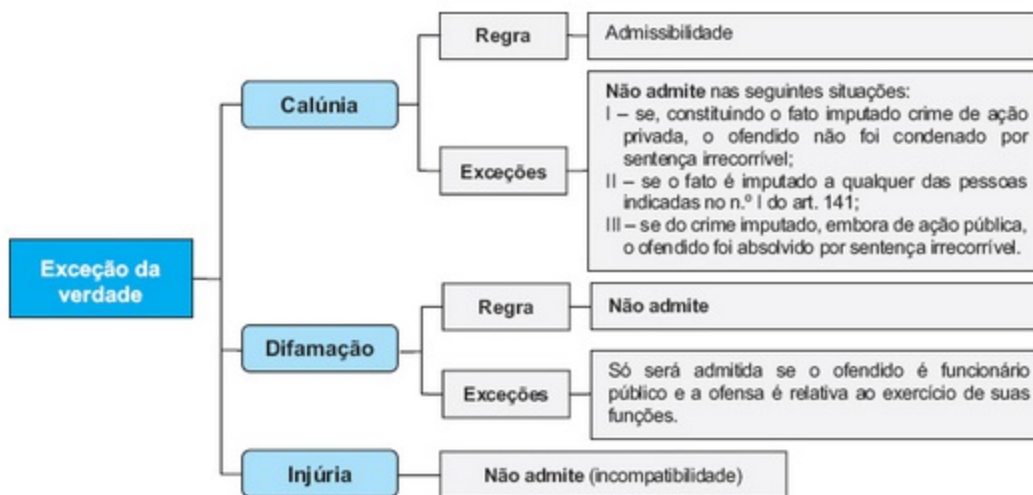 Exceção da
verdade
Calúnia
Regra
Admissibilidade
Exceções
Não admite nas seguintes situações:
I – se, constituindo o fato imputado crime de ação
privada, o ofendido não foi condenado por
sentença irrecorrível;
II – se o fato é imputado a qualquer das pessoas
indicadas no n.º I do art. 141;
III – se do crime imputado, embora de ação pública,
o ofendido foi absolvido por sentença irrecorrível.
Difamação
Regra
Não admite
Exceções
Só será admitida se o ofendido é funcionário
público e a ofensa é relativa ao exercício de suas
funções.
Injúria
Não admite (incompatibilidade)